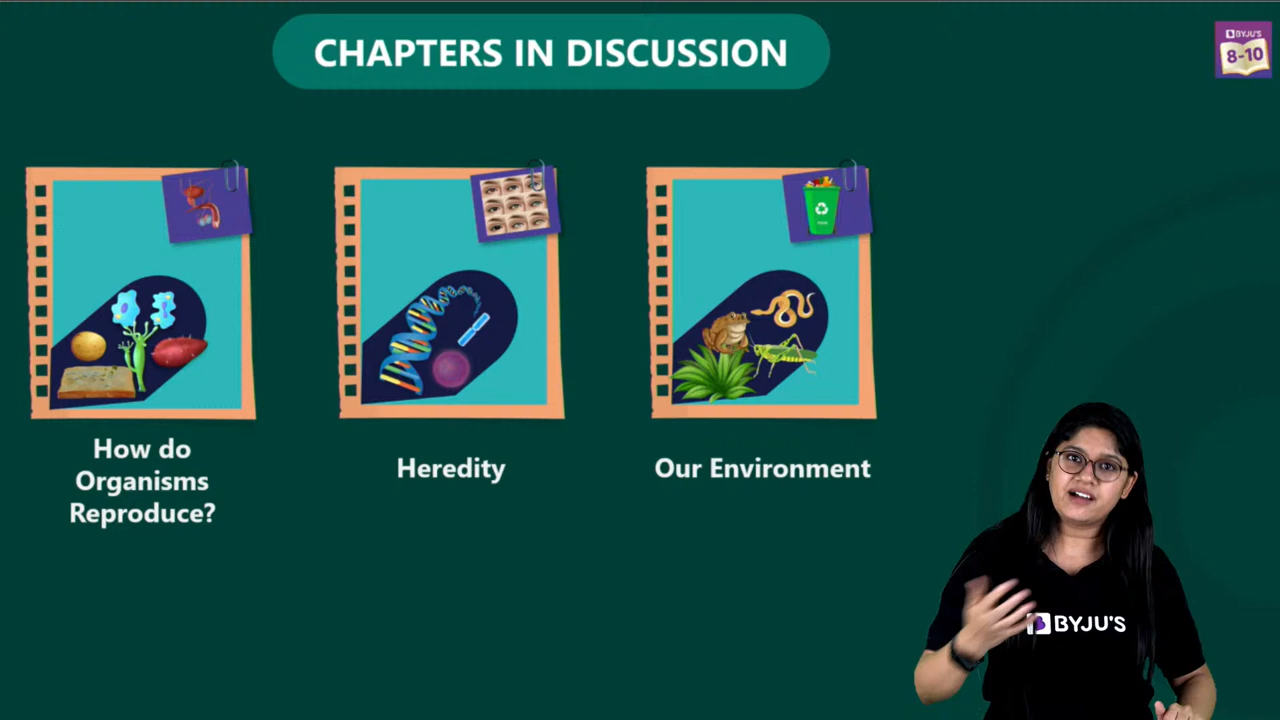 CHAPTERS IN DISCUSSION
BYJU'S
8-10
How do
Organisms
Reproduce?
Heredity
Our Environment
BYJU'S